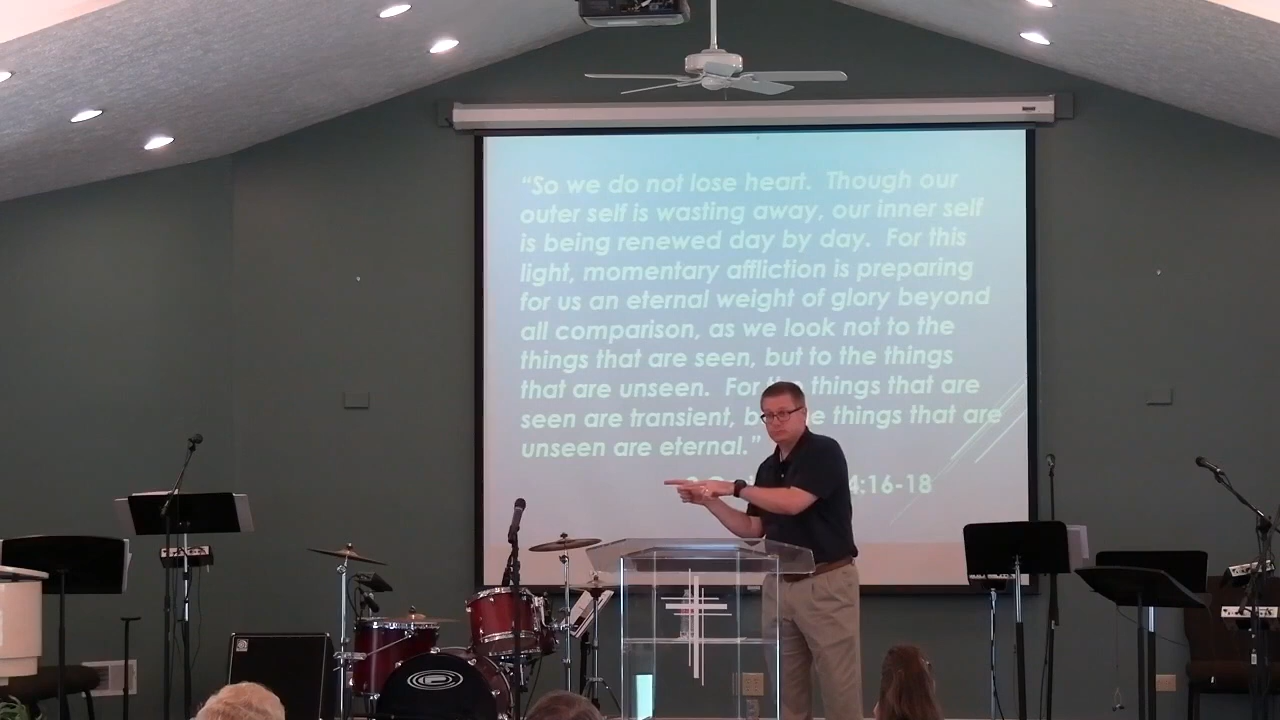 “So we do not lose heart.  Though our
outer self is wasting away, our inner self
is being renewed day by day.  For this
light, momentary affliction is preparing
for us an eternal weight of glory beyond
all comparison, as we look not to the
things that are seen, but to the things
that are unseen.  For the things that are
seen are transient, but the things that are
unseen are eternal.”
4:16-18